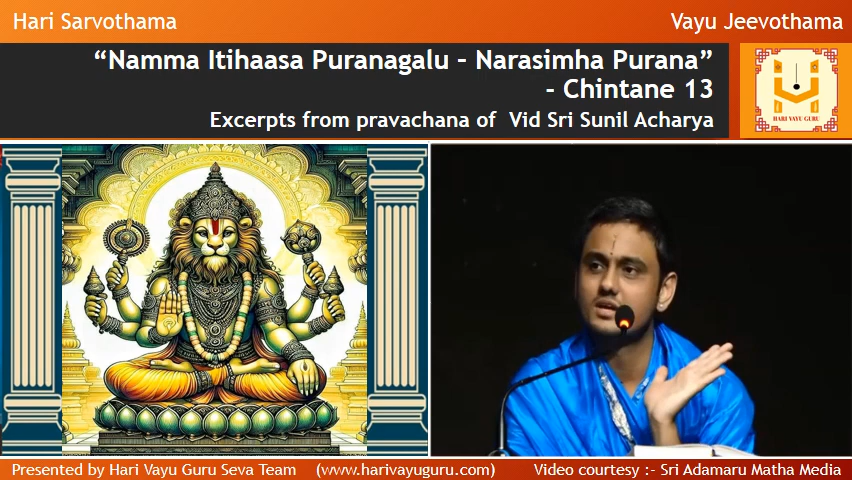 Hari Sarvothama
Vayu Jeevothama
“Namma Itihaasa Puranagalu – Narasimha Purana”
– Chintane 13
Excerpts from pravachana of  Vid Sri Sunil Acharya
HARI VAYU GURU
Presented by Hari Vayu Guru Seva Team    (www.harivayuguru.com)
Video courtesy :- Sri Adamaru Matha Media